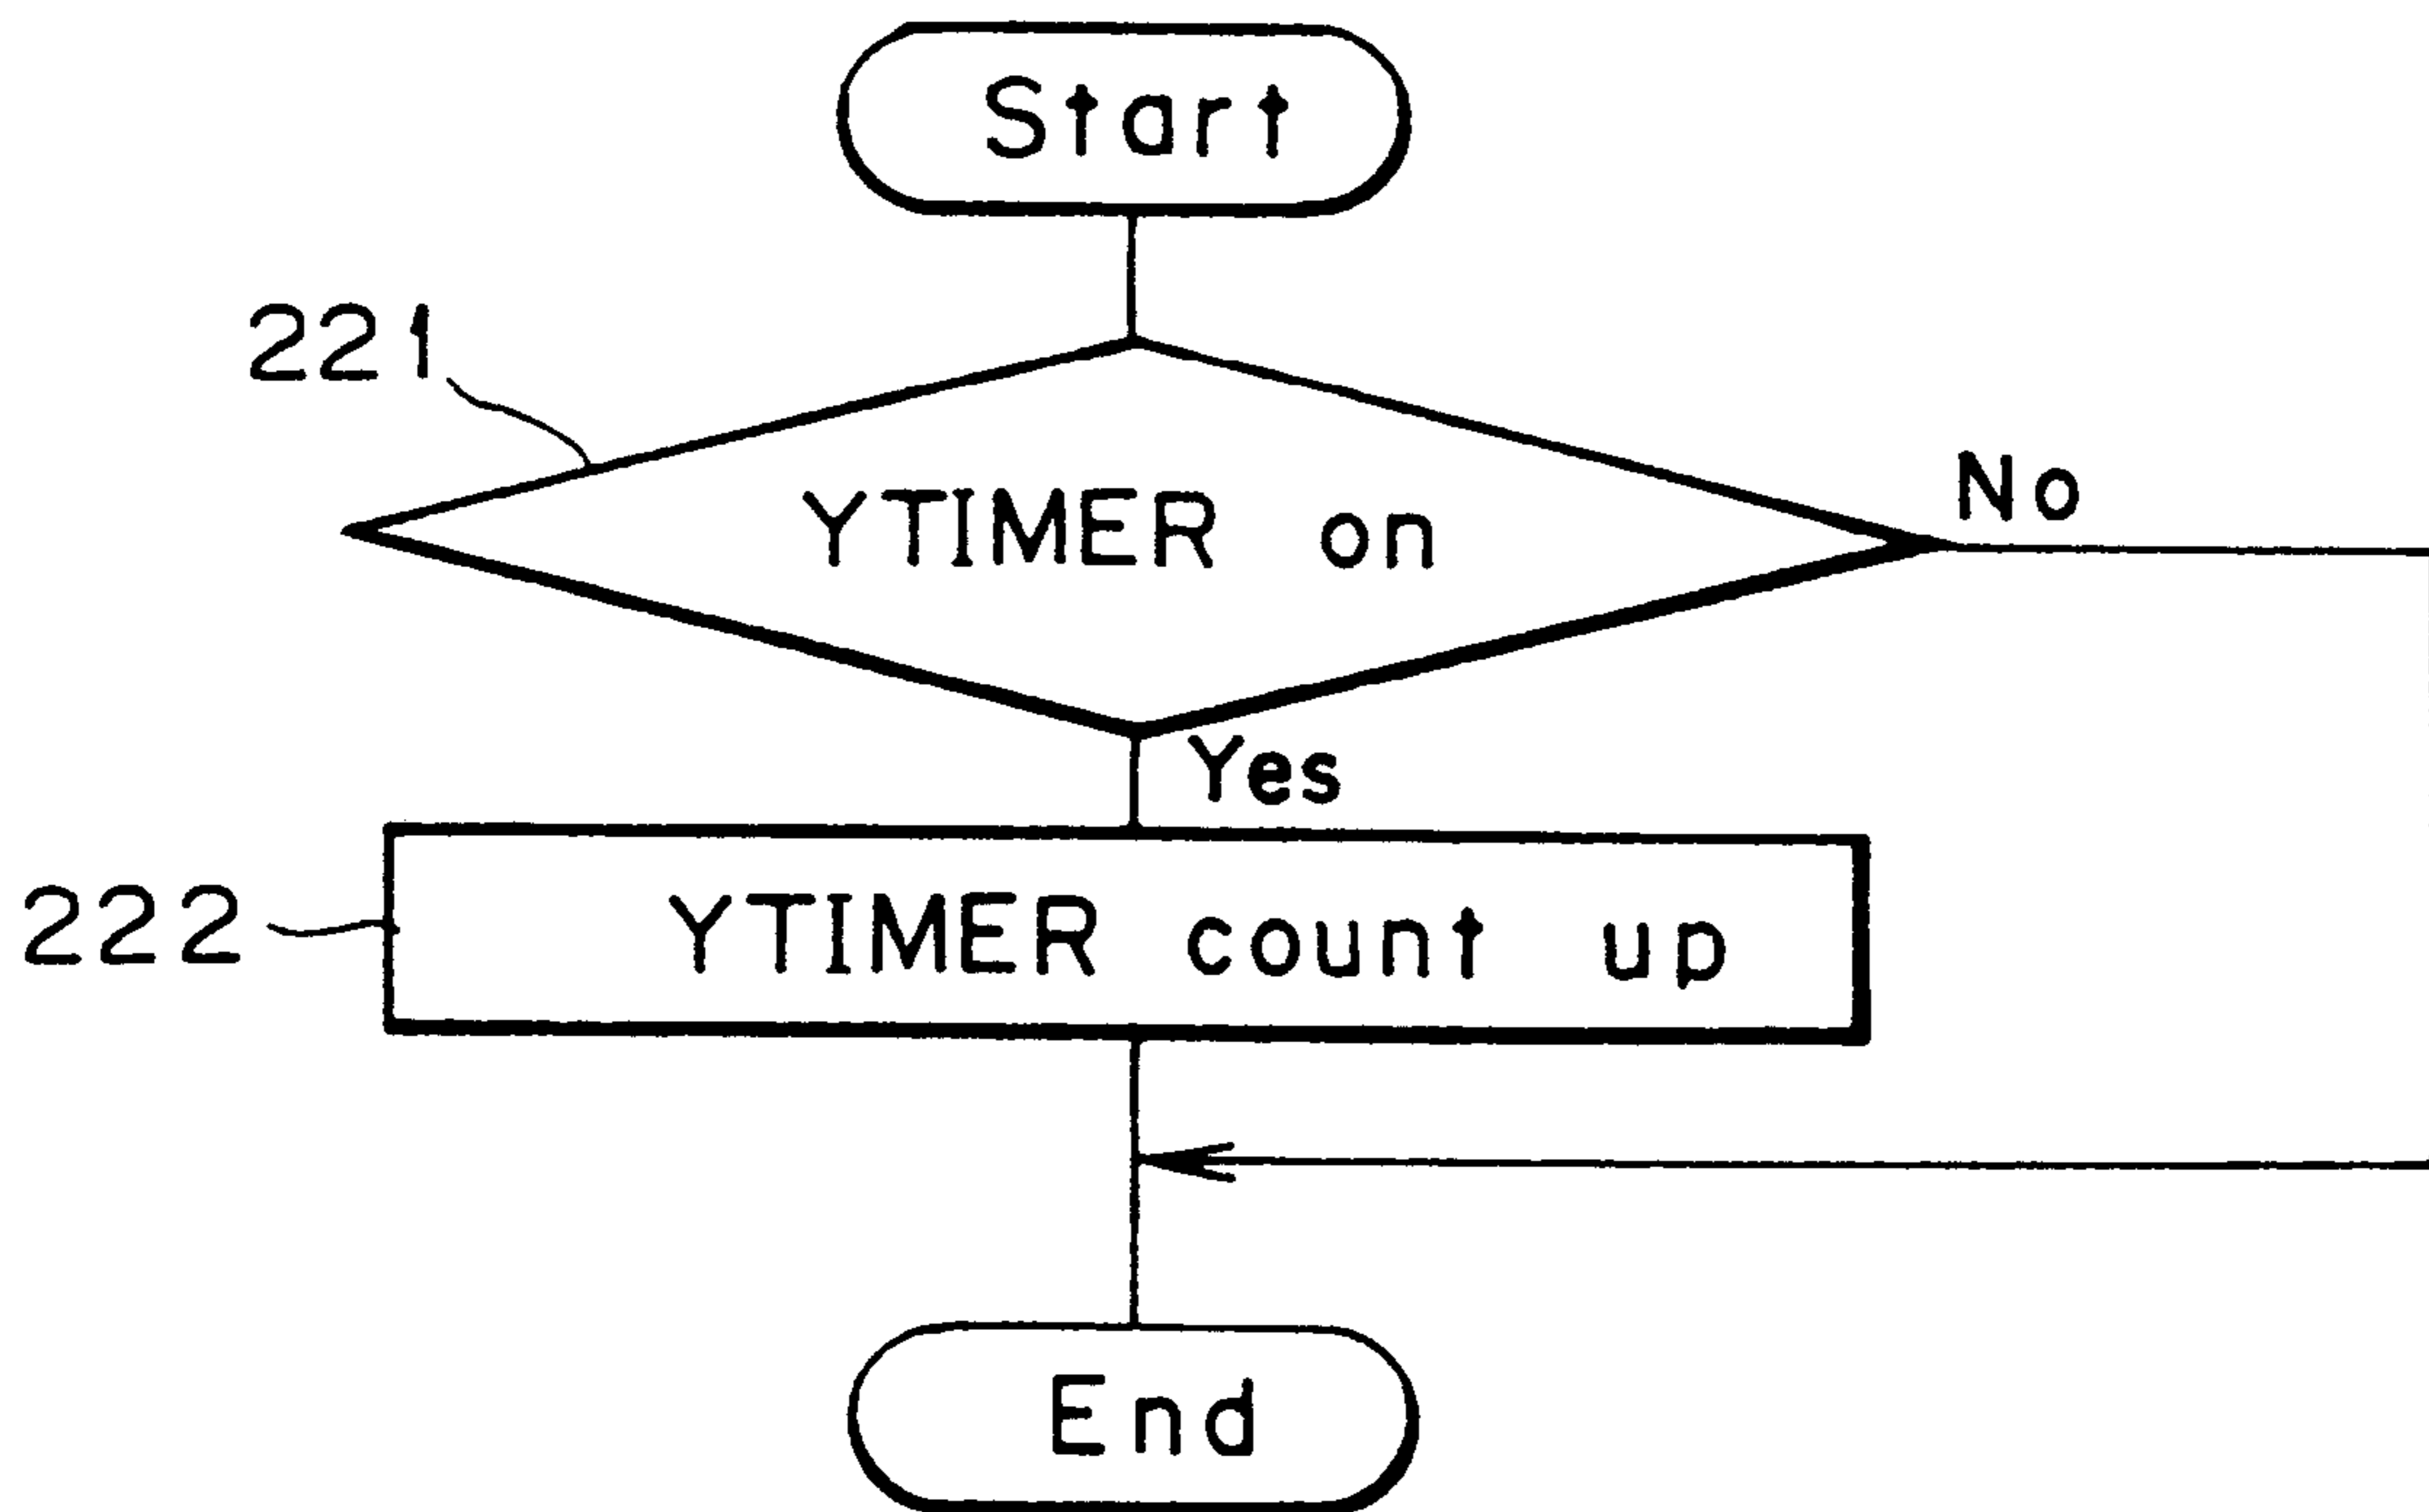 Start
221
YTIMER on
No
Yes
222
YTIMER count up
End